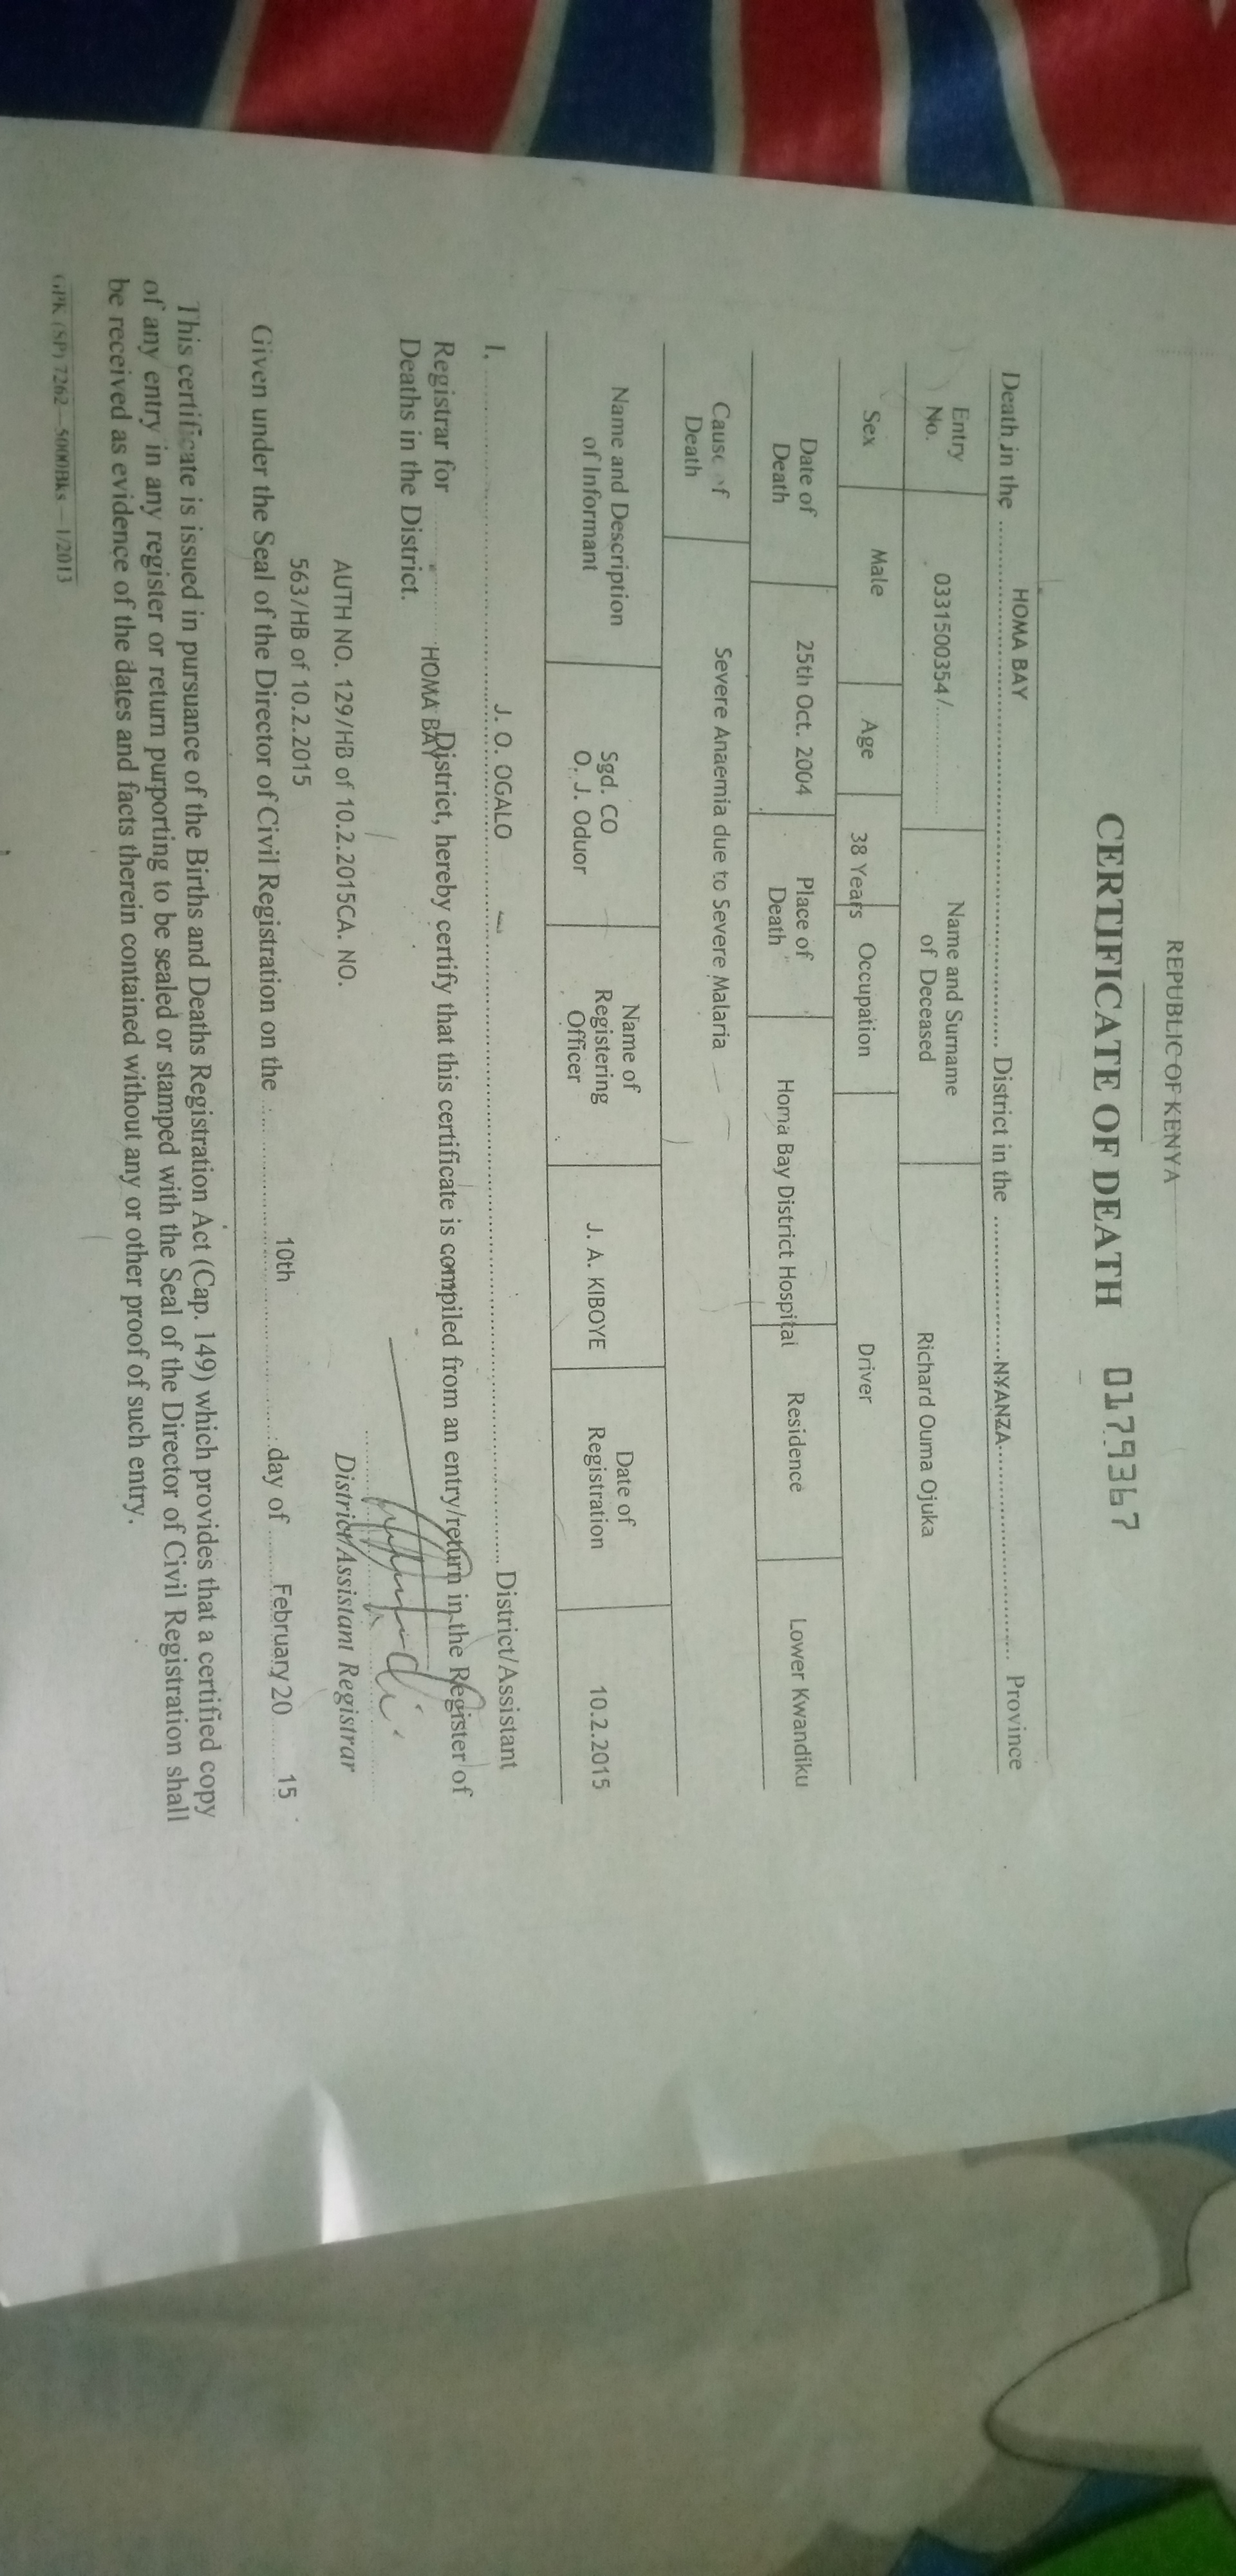 REPUBLIC OF KENYA
CERTIFICATE OF DEATH 0179367
Death in the HOMA BAY District in the NYANZA Province
Entry No. 0331500354/ Name and Surname of Deceased Richard Ouma Ojuka
Sex Male Age 38 Years Occupation Driver
Date of Death 25th Oct. 2004 Place of Death Homa Bay District Hospital Residence Lower Kwandiku
Cause of Death Severe Anaemia due to Severe Malaria
Name and Description of Informant Sgd. CO O. J. Oduor Name of Registering Officer J. A. KIBOYE Date of Registration 10.2.2015
I, J. O. OGALO District/Assistant
Registrar for HOMA BAY District, hereby certify that this certificate is compiled from an entry/return in the Register of
Deaths in the District.
AUTH NO. 129/HB of 10.2.2015CA. NO.
563/HB of 10.2.2015
District/Assistant Registrar
Given under the Seal of the Director of Civil Registration on the 10th day of February 20 15
This certificate is issued in pursuance of the Births and Deaths Registration Act (Cap. 149) which provides that a certified copy
of any entry in any register or return purporting to be sealed or stamped with the Seal of the Director of Civil Registration shall
be received as evidence of the dates and facts therein contained without any or other proof of such entry.
GPK (SP) 7262—5000Bks—1/2013